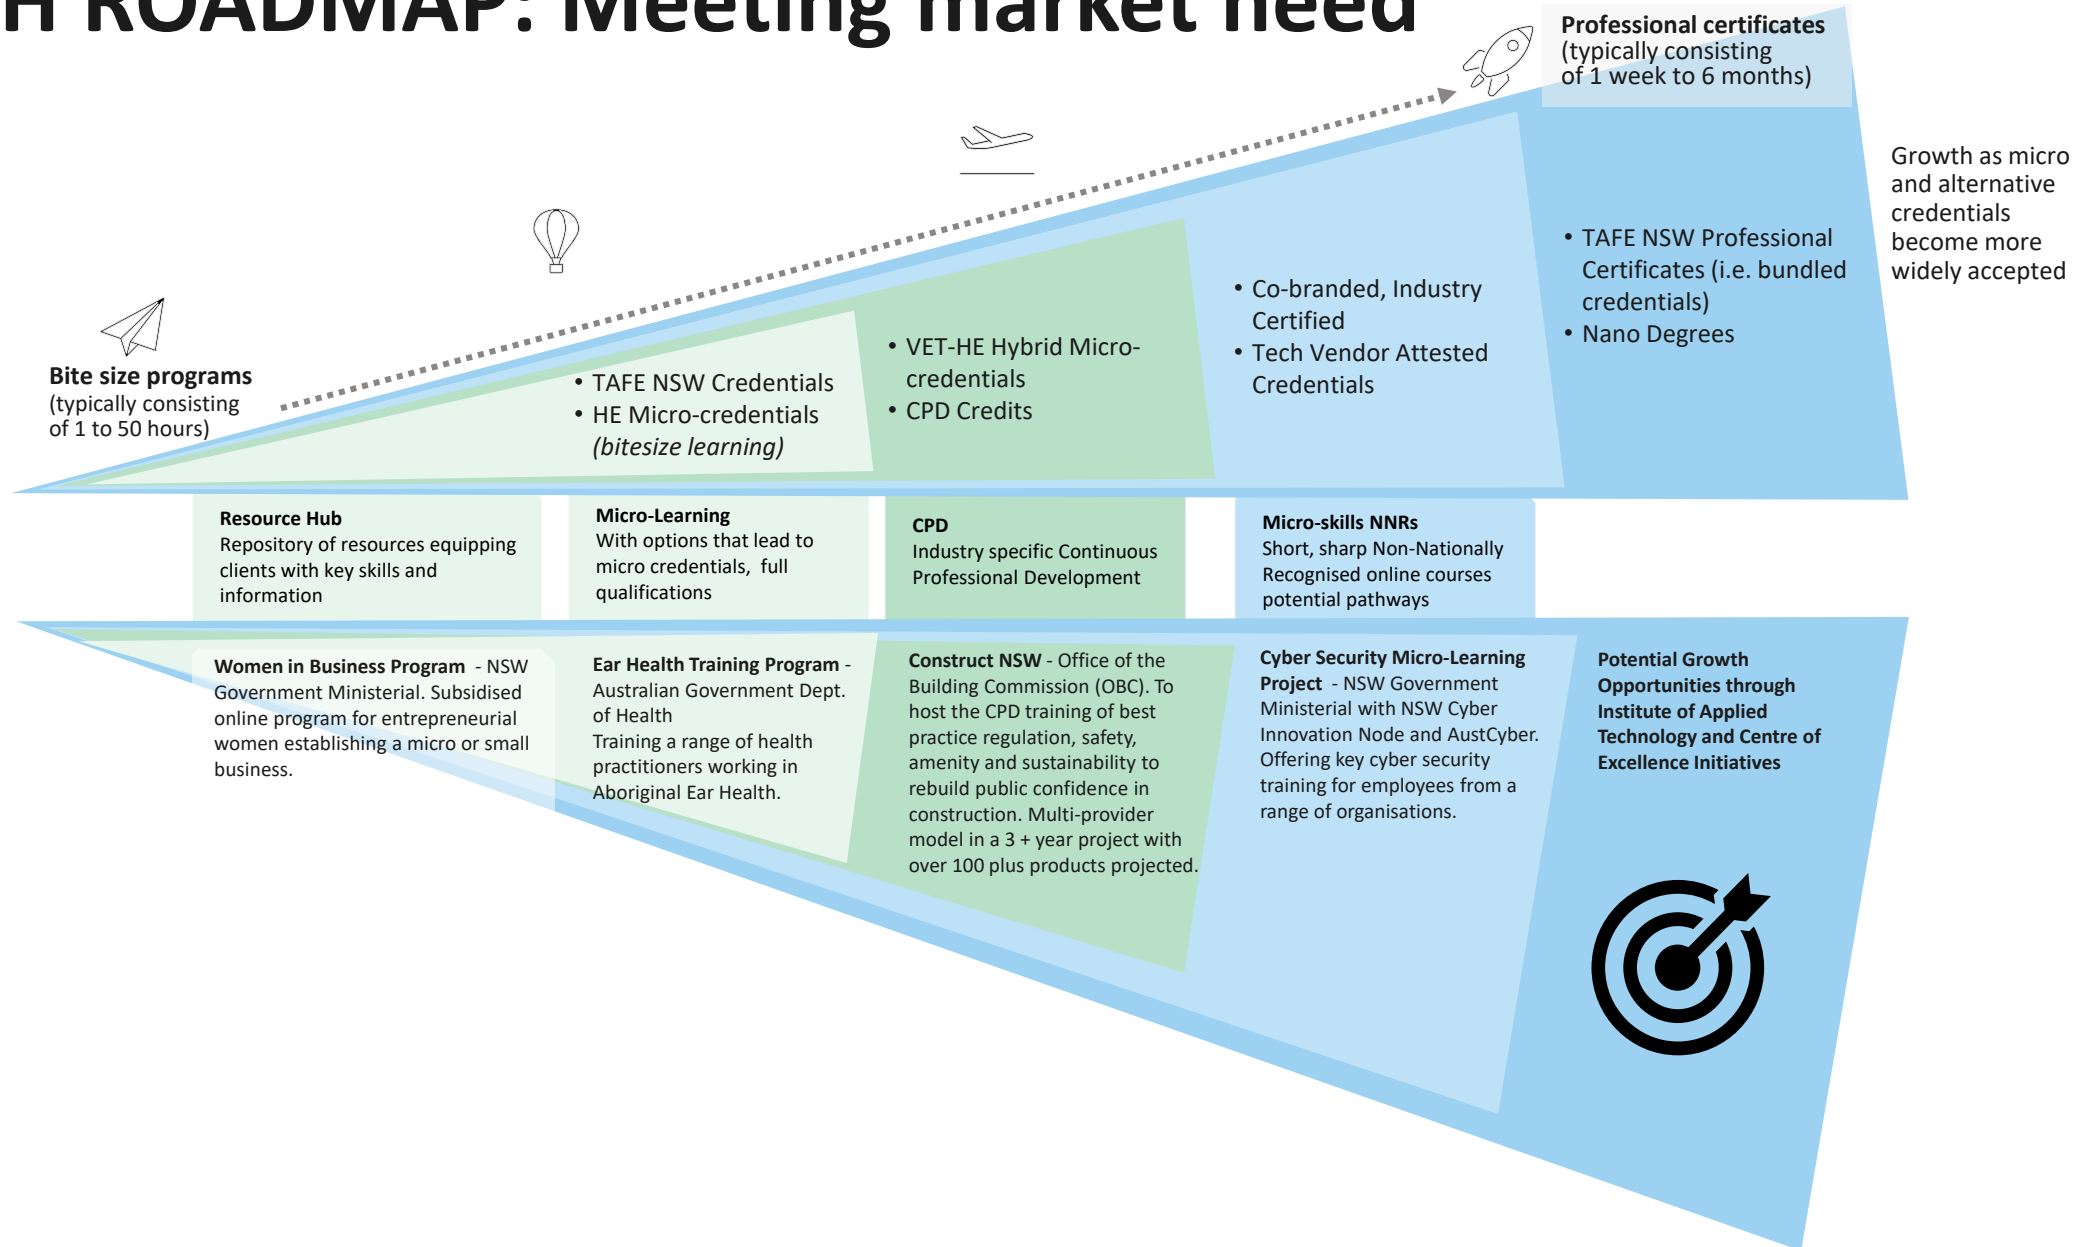 H ROADMAP: Meeting market need
Professional certificates
(typically consisting
of 1 week to 6 months)
Growth as micro
and alternative
credentials
become more
widely accepted
Bite size programs
(typically consisting
of 1 to 50 hours)
• TAFE NSW Credentials
• HE Micro-credentials
(bitesize learning)
• VET-HE Hybrid Micro-
credentials
• CPD Credits
• Co-branded, Industry
Certified
• Tech Vendor Attested
Credentials
• TAFE NSW Professional
Certificates (i.e. bundled
credentials)
• Nano Degrees
Resource Hub
Repository of resources equipping
clients with key skills and
information
Micro-Learning
With options that lead to
micro credentials, full
qualifications
CPD
Industry specific Continuous
Professional Development
Micro-skills NNRs
Short, sharp Non-Nationally
Recognised online courses
potential pathways
Women in Business Program - NSW
Government Ministerial. Subsidised
online program for entrepreneurial
women establishing a micro or small
business.
Ear Health Training Program -
Australian Government Dept.
of Health
Training a range of health
practitioners working in
Aboriginal Ear Health.
Construct NSW - Office of the
Building Commission (OBC). To
host the CPD training of best
practice regulation, safety,
amenity and sustainability to
rebuild public confidence in
construction. Multi-provider
model in a 3 + year project with
over 100 plus products projected.
Cyber Security Micro-Learning
Project - NSW Government
Ministerial with NSW Cyber
Innovation Node and AustCyber.
Offering key cyber security
training for employees from a
range of organisations.
Potential Growth
Opportunities through
Institute of Applied
Technology and Centre of
Excellence Initiatives